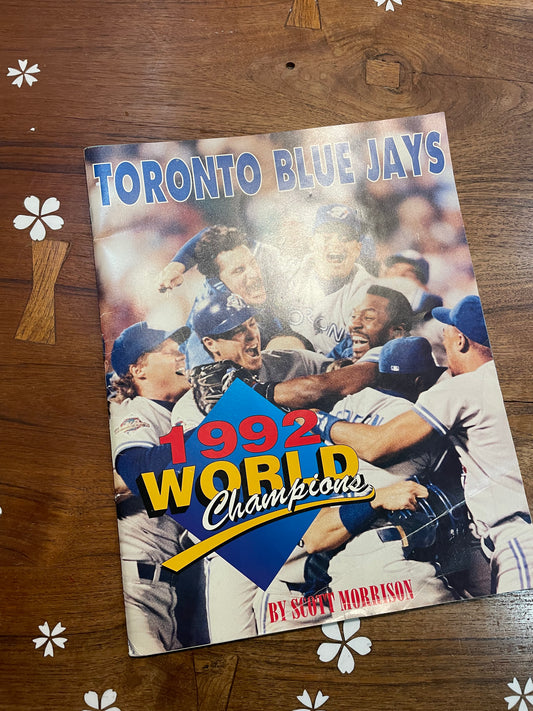 TORONTO BLUE JAYS
1992
WORLD
Champions
BY SCOTT MORRISON